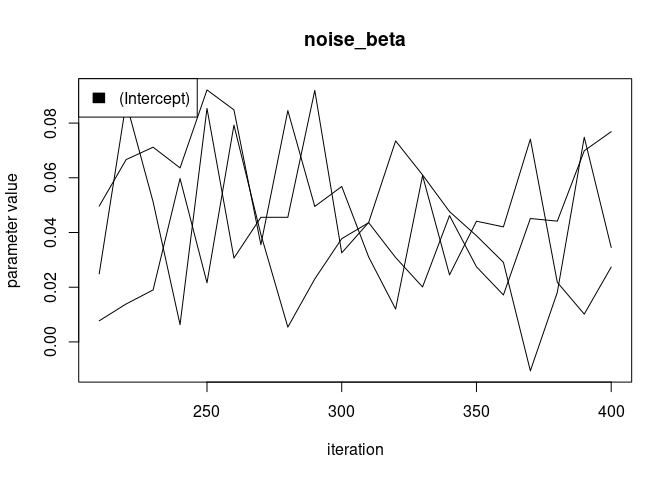 noise_beta
(Intercept)
parameter value
0.08
0.06
0.04
0.02
0.00
250 300 350 400
iteration